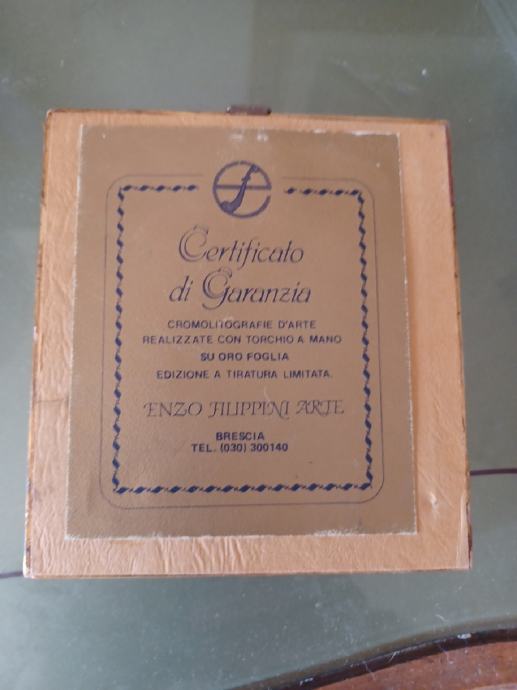 Certificato
di Garanzia
CROMOLITOGRAFIE D'ARTE
REALIZZATE CON TORCHIO A MANO
SU ORO FOGLIA
EDIZIONE A TIRATURA LIMITATA.
ENZO FILIPPINI ARTE
BRESCIA
TEL. (030) 300140